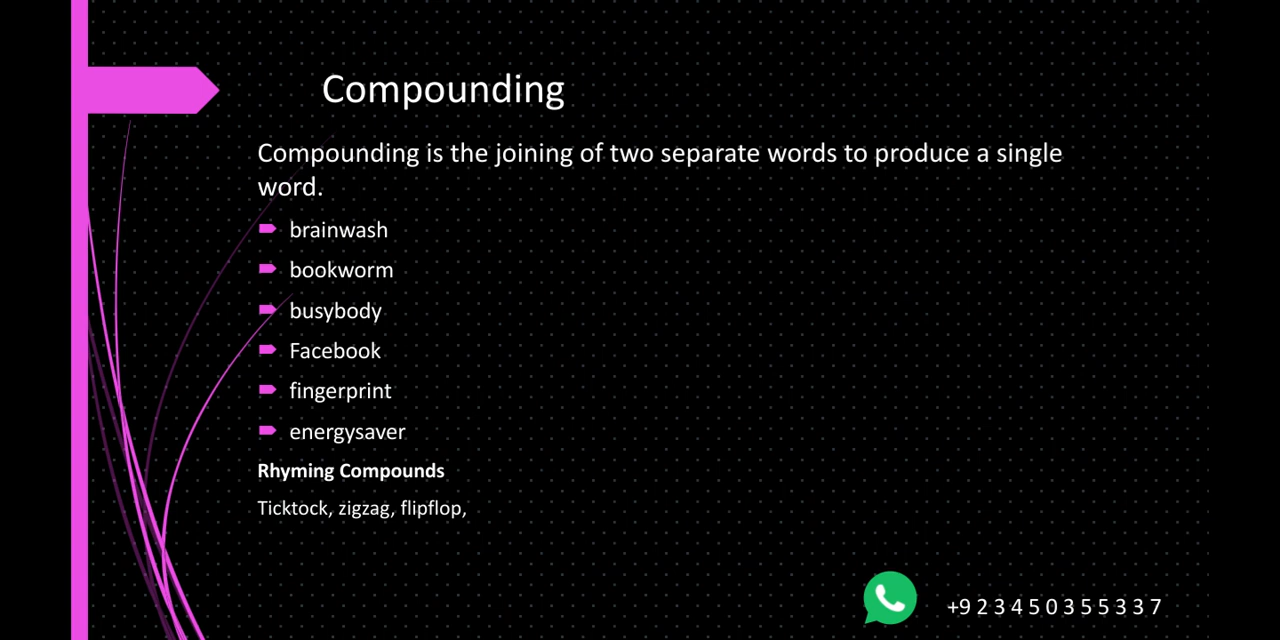 Compounding
Compounding is the joining of two separate words to produce a single
word.
brainwash
bookworm
busybody
Facebook
fingerprint
energysaver
Rhyming Compounds
Ticktock, zigzag, flipflop,
+923450355337